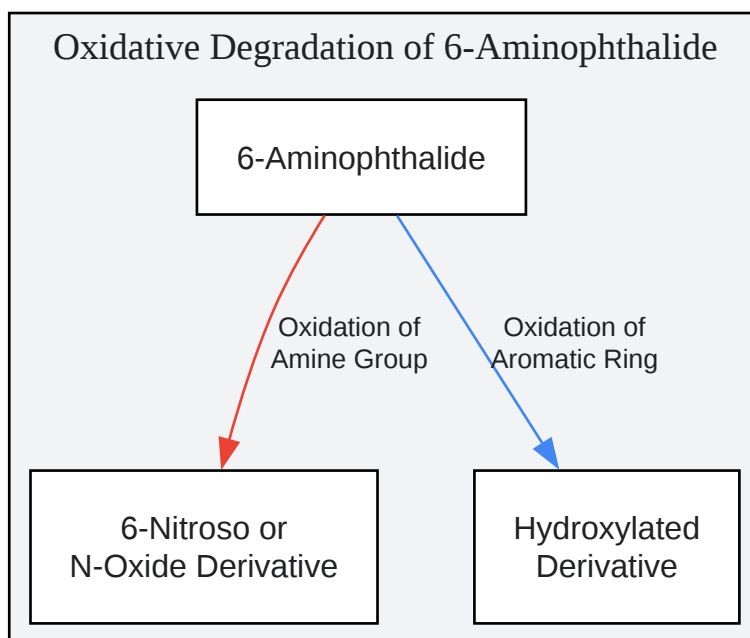 Oxidative Degradation of 6-Aminophthalide
6-Aminophthalide
Oxidation of
Amine Group
Oxidation of
Aromatic Ring
6-Nitroso or
N-Oxide Derivative
Hydroxylated
Derivative